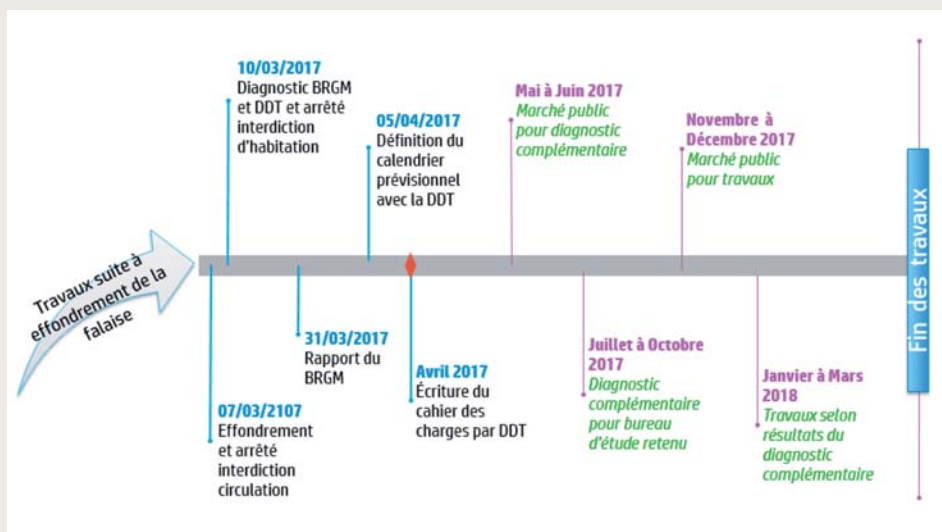 Travaux suite à
effondrement de la
falaise
07/03/2107
Effondrement
et arrêté
interdiction
circulation
10/03/2017
Diagnostic BRGM
et DDT et arrêté
interdiction
d'habitation
31/03/2017
Rapport du
BRGM
05/04/2017
Définition du
calendrier
prévisionnel
avec la DDT
Avril 2017
Écriture du
cahier des
charges par DDT
Mai à Juin 2017
Marché public
pour diagnostic
complémentaire
Juillet à Octobre
2017
Diagnostic
complémentaire
pour bureau
d'étude retenu
Novembre à
Décembre 2017
Marché public
pour travaux
Janvier à Mars
2018
Travaux selon
résultats du
diagnostic
complémentaire
Fin des travaux